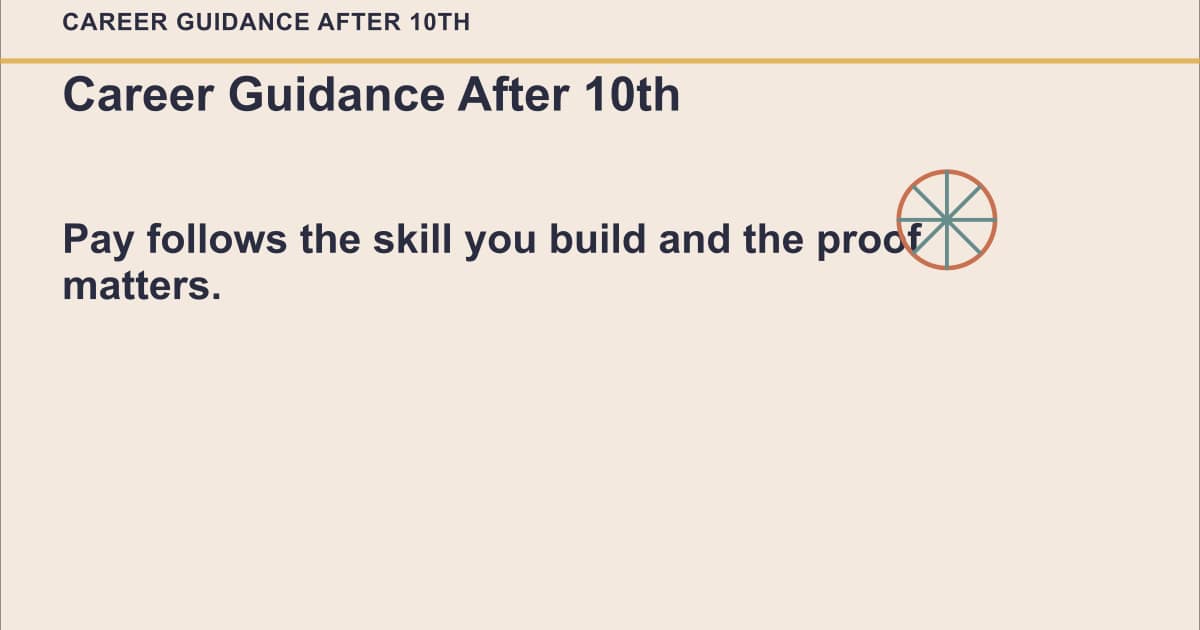 CAREER GUIDANCE AFTER 10TH
Career Guidance After 10th
Pay follows the skill you build and the proof
matters.